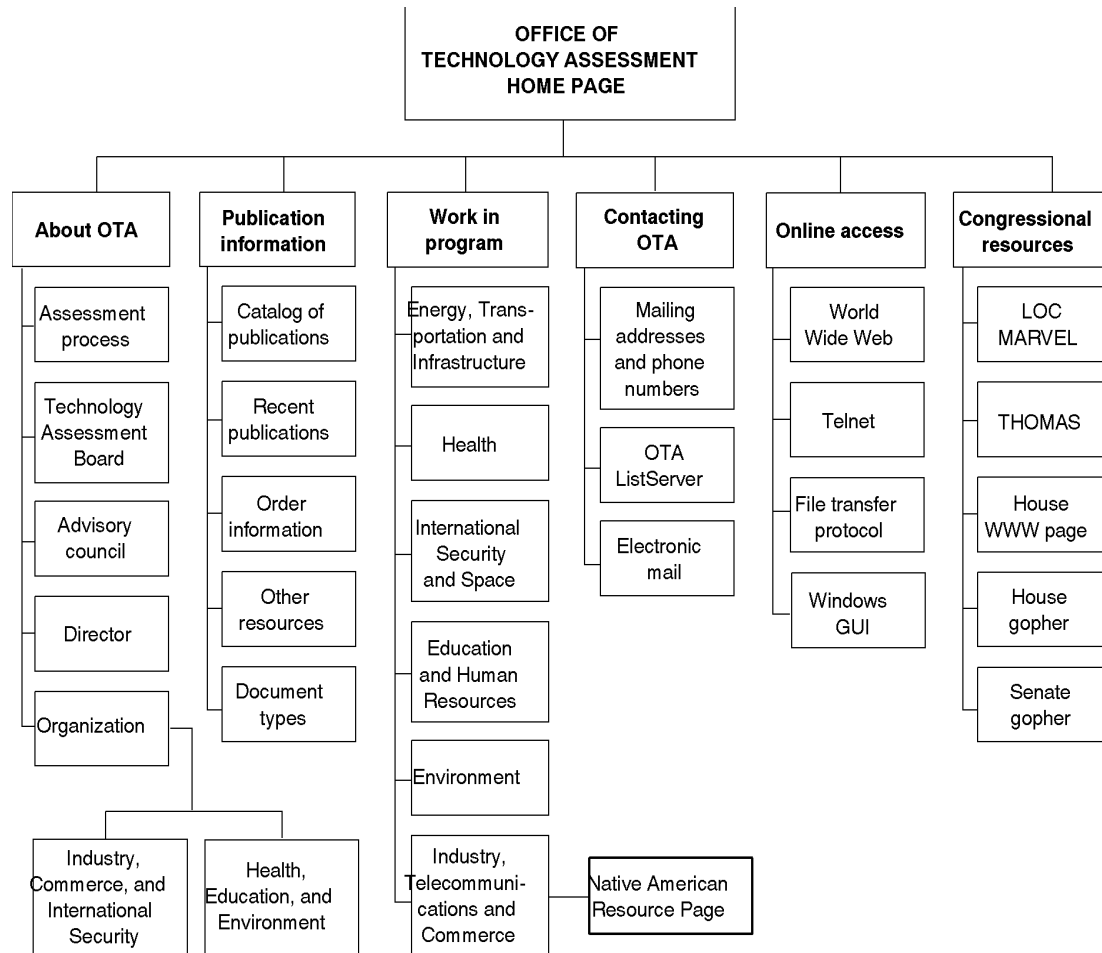 OFFICE OF
TECHNOLOGY ASSESSMENT
HOME PAGE
About OTA
Publication
information
Work in
program
Contacting
OTA
Online access
Congressional
resources
Assessment
process
Technology
Assessment
Board
Advisory
council
Director
Organization
Industry,
Commerce, and
International
Security
Health,
Education, and
Environment
Catalog of
publications
Recent
publications
Order
information
Other
resources
Document
types
Energy, Trans-
portation and
Infrastructure
Health
International
Security
and Space
Education
and Human
Resources
Environment
Industry,
Telecommuni-
cations and
Commerce
Native American
Resource Page
Mailing
addresses
and phone
numbers
OTA
ListServer
Electronic
mail
World
Wide Web
Telnet
File transfer
protocol
Windows
GUI
LOC
MARVEL
THOMAS
House
WWW page
House
gopher
Senate
gopher